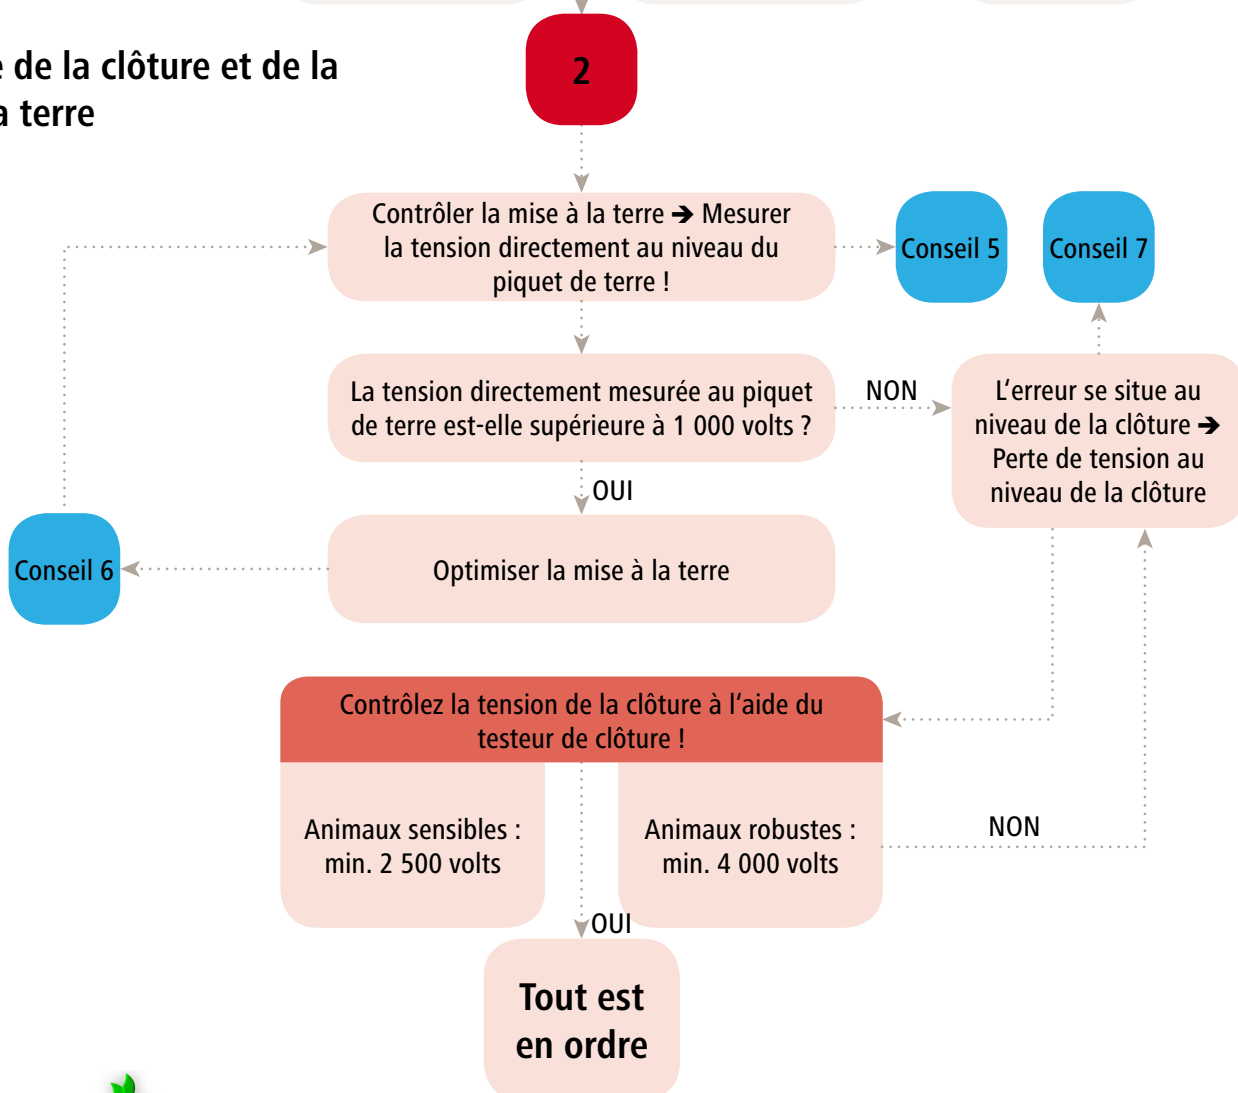 2
e de la clôture et de la
a terre
Contrôler la mise à la terre ➔ Mesurer
la tension directement au niveau du
piquet de terre !
Conseil 5
Conseil 7
La tension directement mesurée au piquet
de terre est-elle supérieure à 1 000 volts ?
NON
L‘erreur se situe au
niveau de la clôture ➔
Perte de tension au
niveau de la clôture
OUI
Conseil 6
Optimiser la mise à la terre
Contrôlez la tension de la clôture à l‘aide du
testeur de clôture !
Animaux sensibles :
min. 2 500 volts
Animaux robustes :
min. 4 000 volts
NON
OUI
Tout est
en ordre